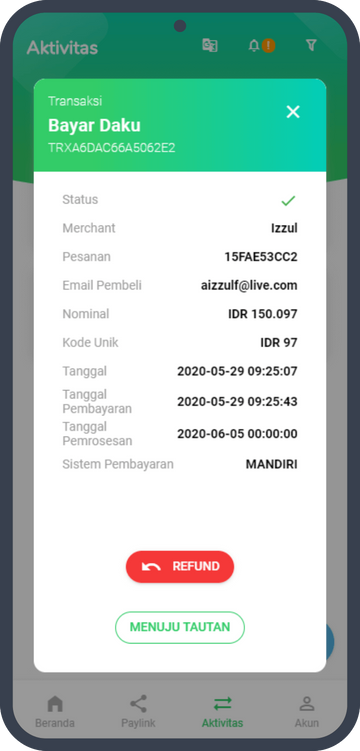 Aktivitas
Transaksi
Bayar Daku
TRXA6DAC66A5062E2
Status
Merchant Izzul
Pesanan 15FAE53CC2
Email Pembeli aizzulf@live.com
Nominal IDR 150.097
Kode Unik IDR 97
Tanggal 2020-05-29 09:25:07
Tanggal
Pembayaran 2020-05-29 09:25:43
Tanggal
Pemrosesan 2020-06-05 00:00:00
Sistem Pembayaran MANDIRI
REFUND
MENUJU TAUTAN
Beranda Paylink Aktivitas Akun